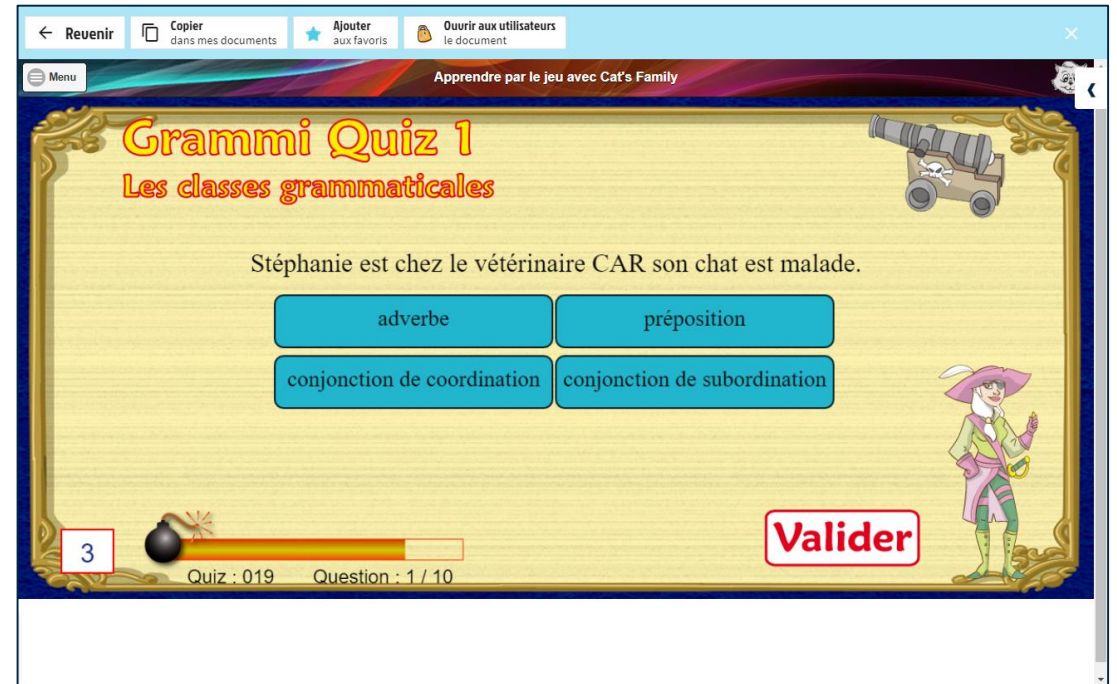 Revenir
Copier
dans mes documents
Ajouter
aux favoris
Ouvrir aux utilisateurs
le document
Menu
Apprendre par le jeu avec Cat's Family
Grammi Quiz 1
Les classes grammaticales
Stéphanie est chez le vétérinaire CAR son chat est malade.
adverbe
préposition
conjonction de coordination
conjonction de subordination
3
Valider
Quiz : 019 Question : 1 / 10